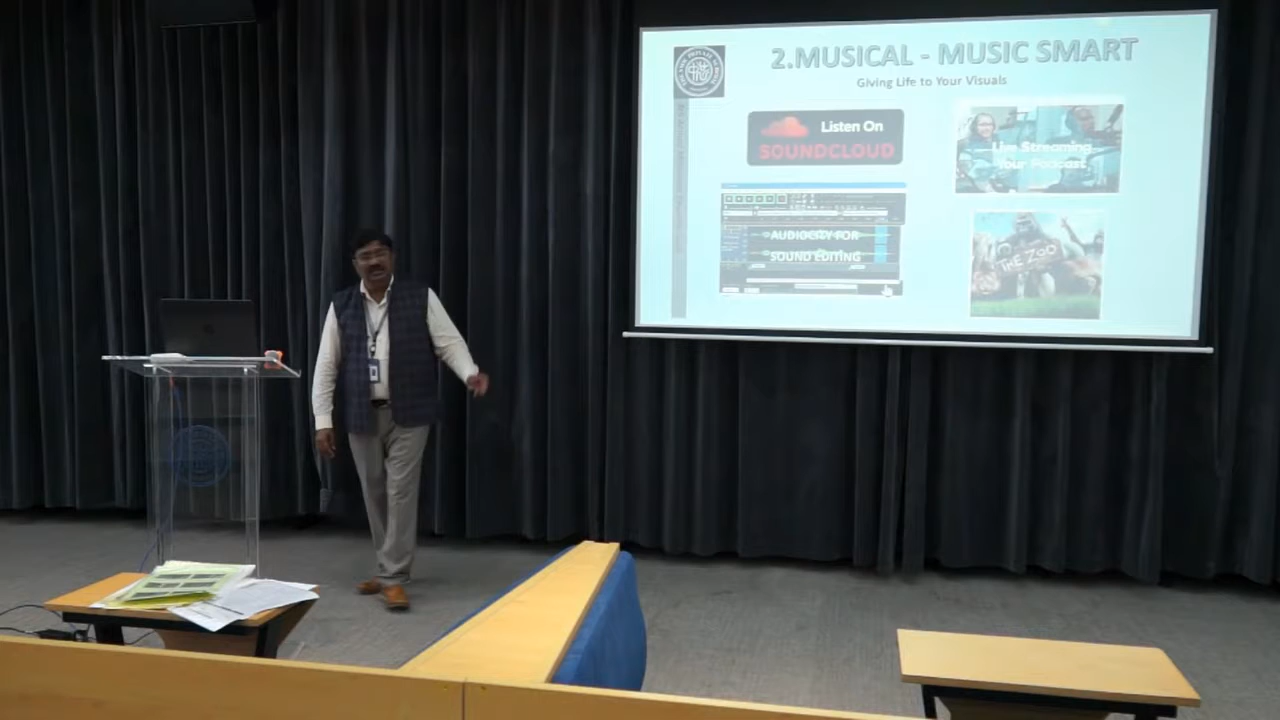 2.MUSICAL - MUSIC SMART
Giving Life to Your Visuals
Listen On
SOUNDCLOUD
Live Streaming
Your Podcast
AUDIOCITY FOR
SOUND EDITING
THE ZOO